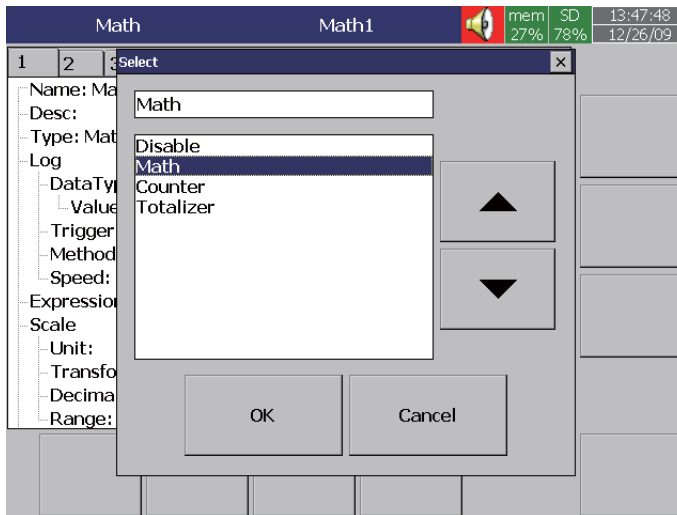 Math Math1 mem 27% SD 78% 13:47:48 12/26/09
1 2 3
Select
Math
Disable
Math
Counter
Totalizer
Name: Ma
Desc:
Type: Mat
Log
DataTy
Value
Trigger
Method
Speed:
Expression
Scale
Unit:
Transfo
Decima
Range:
OK Cancel